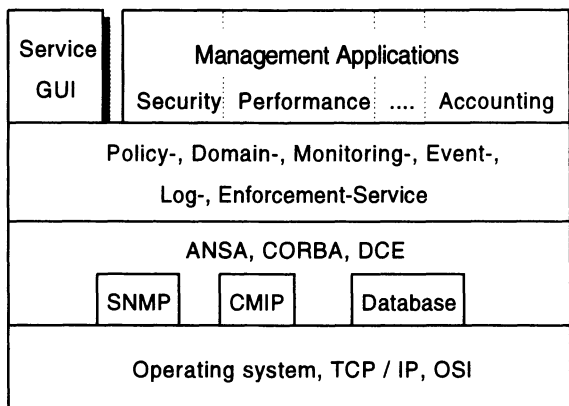 Service
GUI
Management Applications
Security Performance .... Accounting
Policy-, Domain-, Monitoring-, Event-,
Log-, Enforcement-Service
ANSA, CORBA, DCE
SNMP CMIP Database
Operating system, TCP / IP, OSI